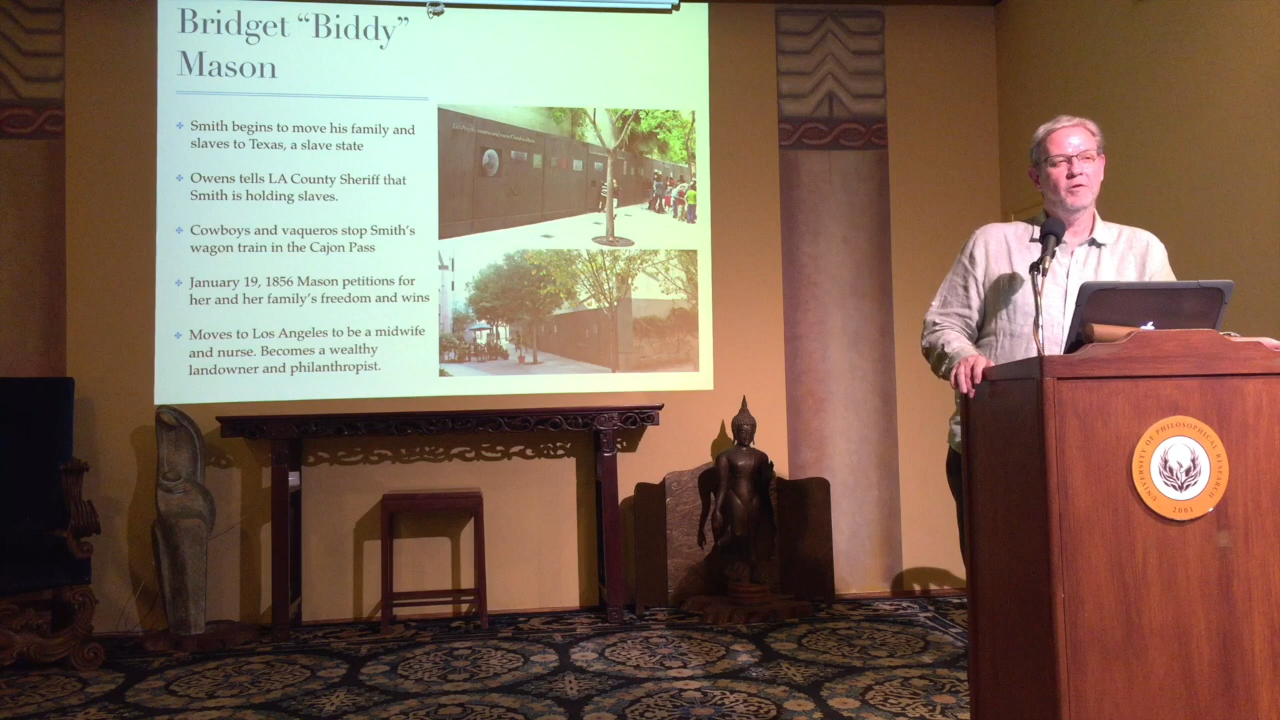 Bridget “Biddy”
Mason
Smith begins to move his family and
slaves to Texas, a slave state
Owens tells LA County Sheriff that
Smith is holding slaves.
Cowboys and vaqueros stop Smith’s
wagon train in the Cajon Pass
January 19, 1856 Mason petitions for
her and her family’s freedom and wins
Moves to Los Angeles to be a midwife
and nurse. Becomes a wealthy
landowner and philanthropist.
UNIVERSITY OF PHILOSOPHICAL RESEARCH
2001